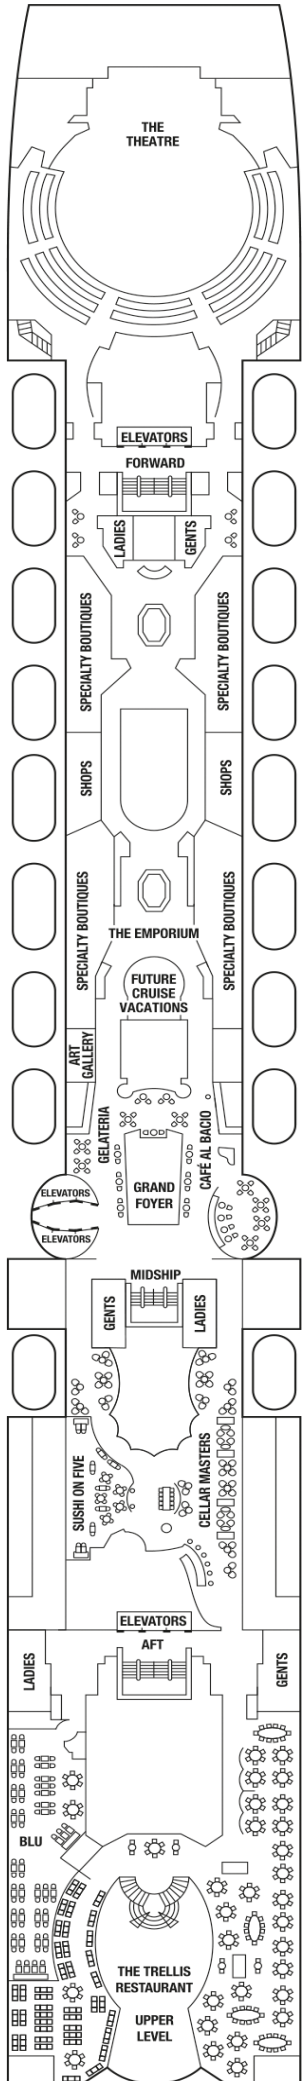 THE
THEATRE
ELEVATORS
FORWARD
LADIES
GENTS
SPECIALTY BOUTIQUES
SPECIALTY BOUTIQUES
SHOPS
SHOPS
SPECIALTY BOUTIQUES
SPECIALTY BOUTIQUES
THE EMPORIUM
FUTURE
CRUISE
VACATIONS
ART
GALLERY
GELATERIA
CAFÉ AL BACIO
GRAND
FOYER
ELEVATORS
ELEVATORS
MIDSHIP
GENTS
LADIES
SUSHI ON FIVE
CELLAR MASTERS
ELEVATORS
AFT
LADIES
GENTS
BLU
THE TRELLIS
RESTAURANT
UPPER
LEVEL